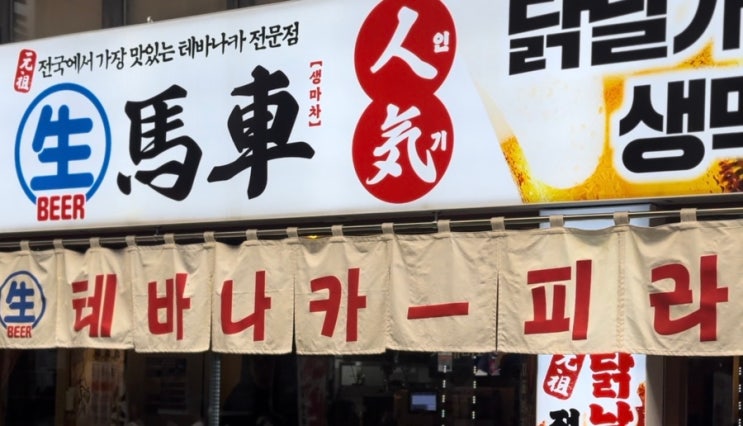 元祖 전국에서 가장 맛있는 테바나카 전문점
生 BEER
馬車
【생마차】
人 인
気 기
닭날개
생맥
生 BEER
테바나카ー피라
元祖
닭날